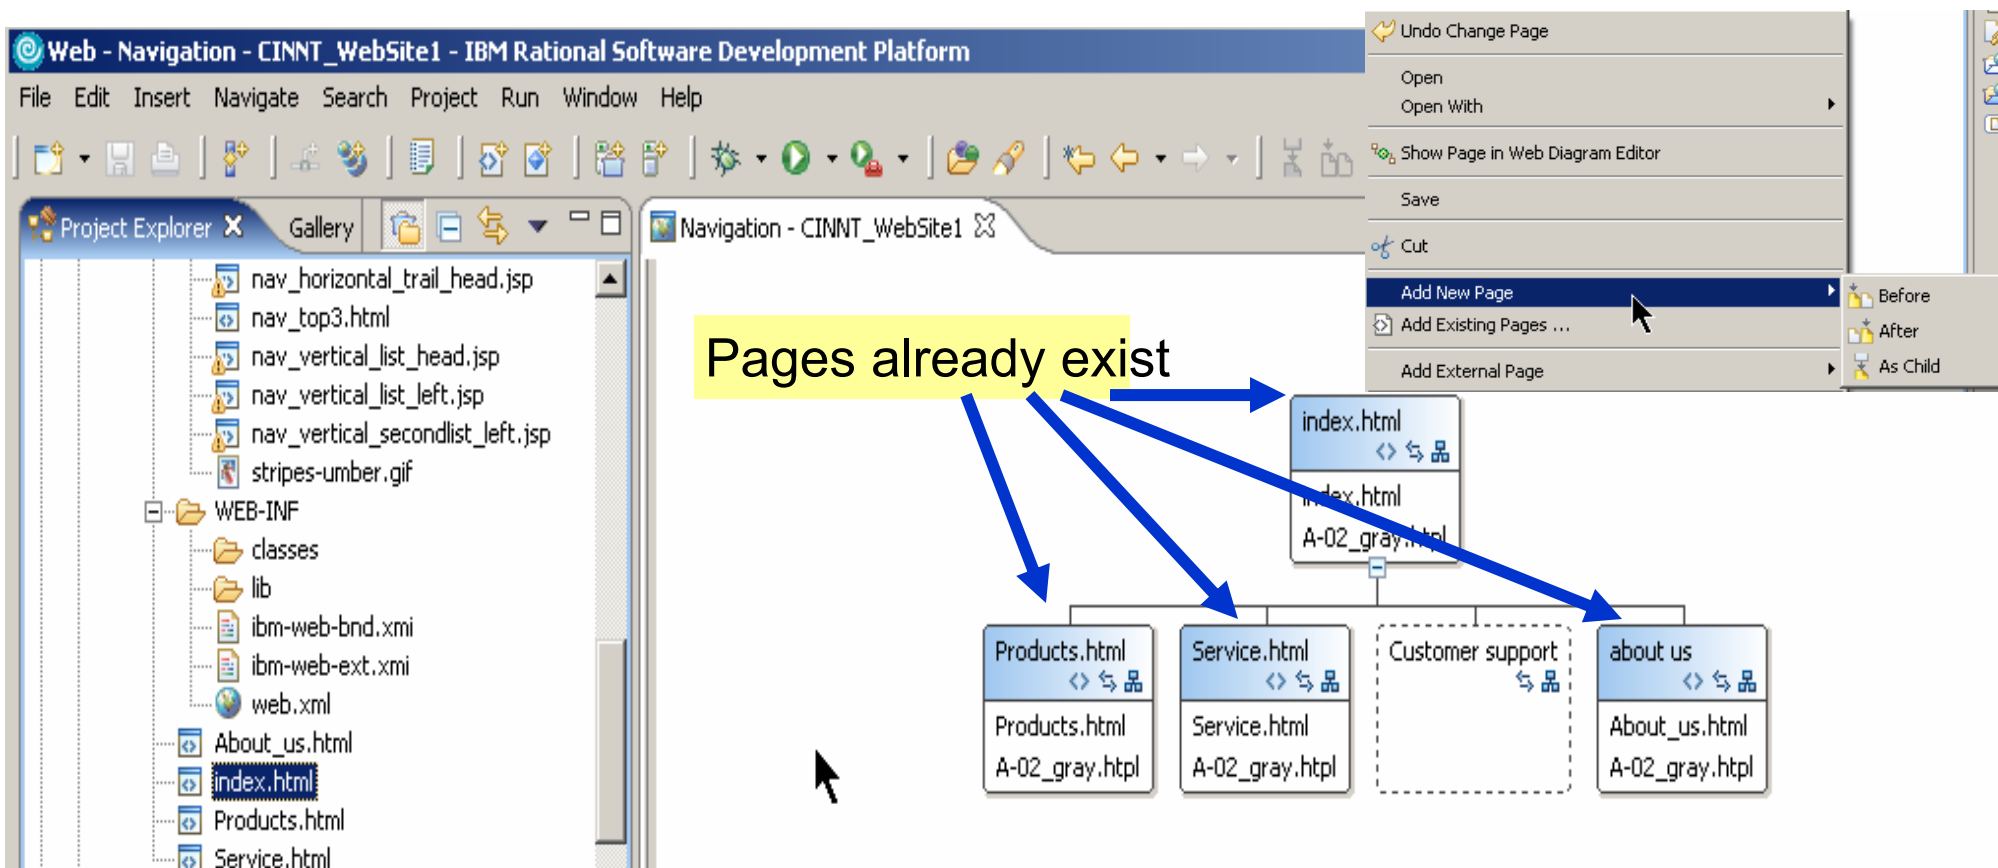 Web - Navigation - CINNT_WebSite1 - IBM Rational Software Development Platform
File Edit Insert Navigate Search Project Run Window Help
Project Explorer
Gallery
nav_horizontal_trail_head.jsp
nav_top3.html
nav_vertical_list_head.jsp
nav_vertical_list_left.jsp
nav_vertical_secondlist_left.jsp
stripes-umber.gif
WEB-INF
classes
lib
ibm-web-bnd.xmi
ibm-web-ext.xmi
web.xml
About_us.html
index.html
Products.html
Service.html
Navigation - CINNT_WebSite1
Pages already exist
index.html
index.html
A-02_gray.htpl
Products.html
Products.html
A-02_gray.htpl
Service.html
Service.html
A-02_gray.htpl
Customer support
about us
About_us.html
A-02_gray.htpl
Undo Change Page
Open
Open With
Show Page in Web Diagram Editor
Save
Cut
Add New Page
Add Existing Pages ...
Add External Page
Before
After
As Child